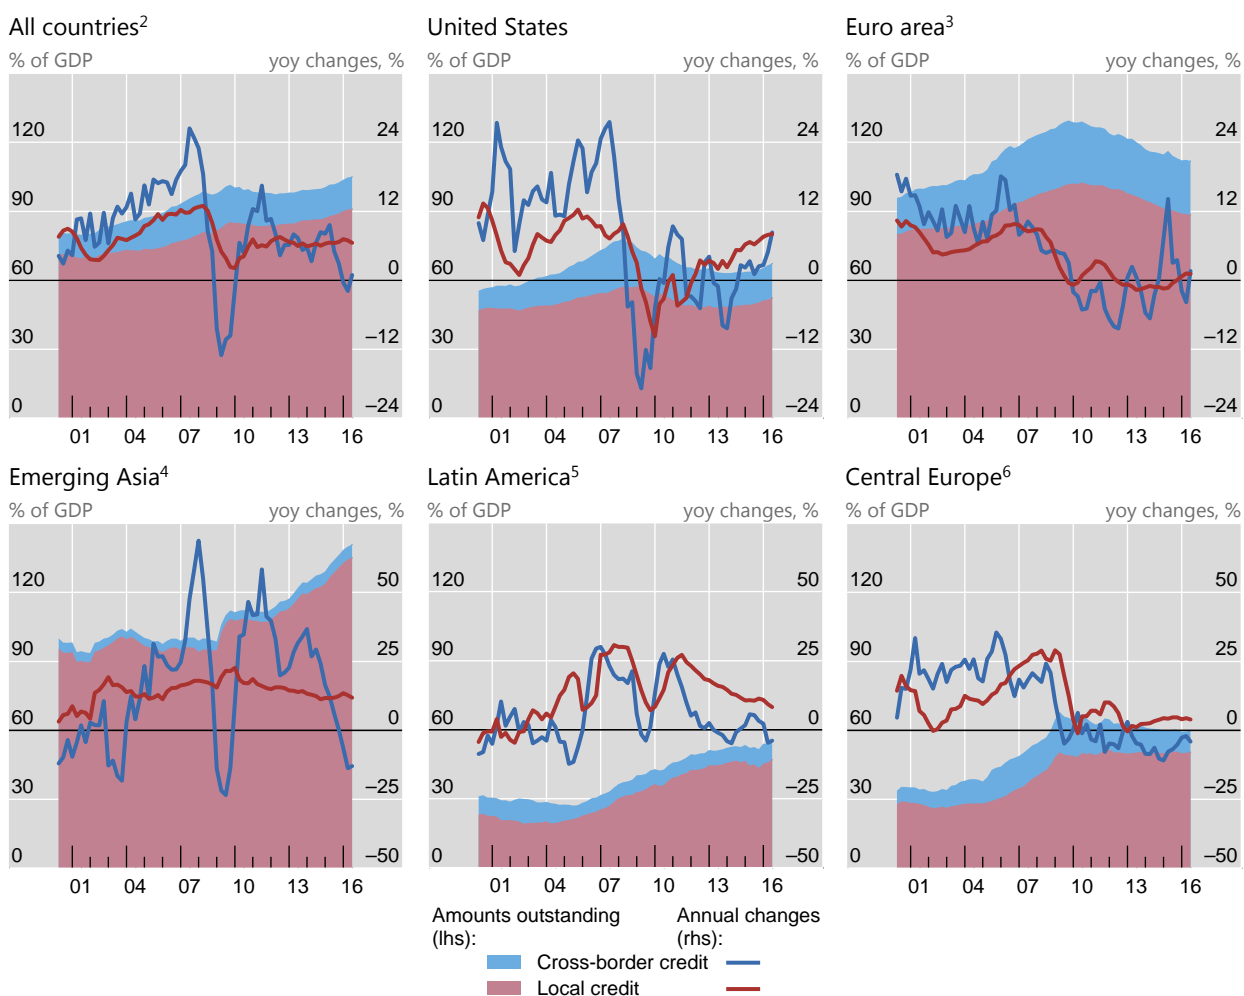 All countries2
% of GDP yoy changes, %
120 24
90 12
60 0
30 –12
0 –24
01 04 07 10 13 16
United States
% of GDP yoy changes, %
120 24
90 12
60 0
30 –12
0 –24
01 04 07 10 13 16
Euro area3
% of GDP yoy changes, %
120 24
90 12
60 0
30 –12
0 –24
01 04 07 10 13 16
Emerging Asia4
% of GDP yoy changes, %
120 50
90 25
60 0
30 –25
0 –50
01 04 07 10 13 16
Latin America5
% of GDP yoy changes, %
120 50
90 25
60 0
30 –25
0 –50
01 04 07 10 13 16
Central Europe6
% of GDP yoy changes, %
120 50
90 25
60 0
30 –25
0 –50
01 04 07 10 13 16
Amounts outstanding Annual changes
(lhs): (rhs):
Cross-border credit
Local credit